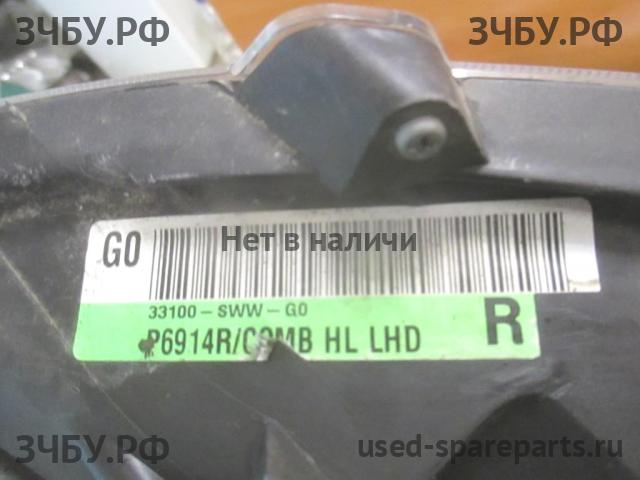 ЗЧБУ.РФ ЗЧБУ.РФ
G0
Нет в наличи
33100-SWW-G0
P6914R/COMB HL LHD R
ЗЧБУ.РФ used-spareparts.ru